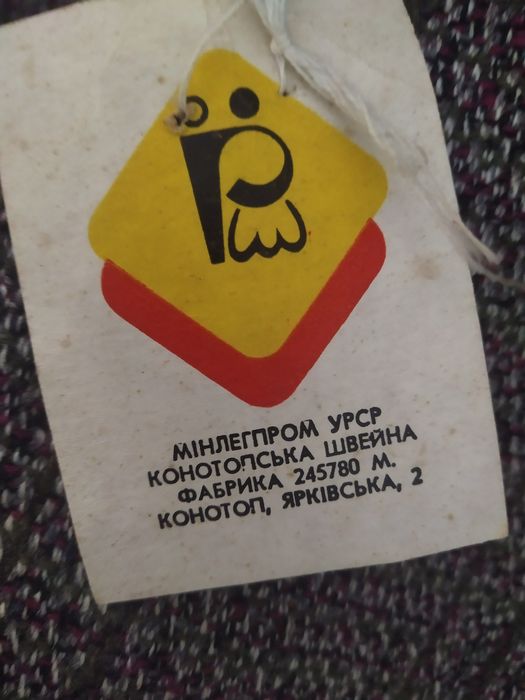 МІНЛЕГПРОМ УРСР
КОНОТОПСЬКА ШВЕЙНА
ФАБРИКА 245780 М.
КОНОТОП, ЯРКІВСЬКА, 2